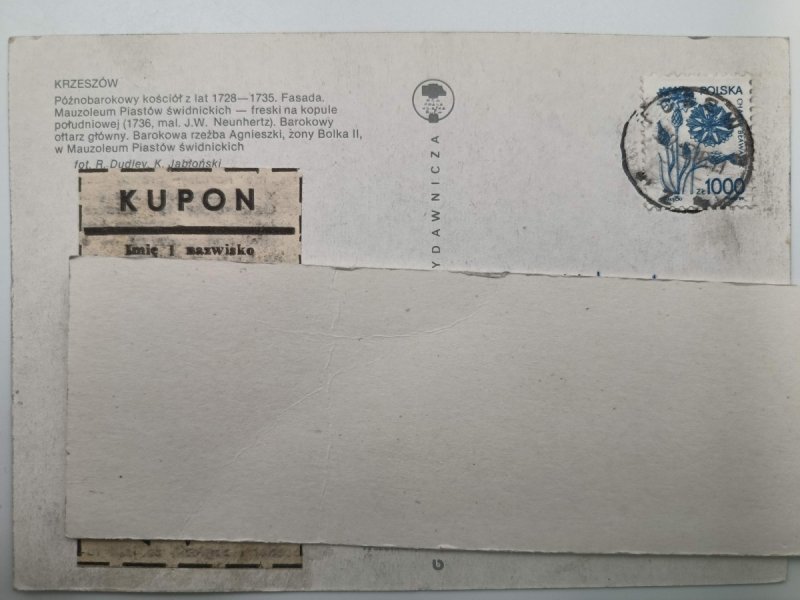 KRZESZÓW
Późnobarokowy kościół z lat 1728—1735. Fasada.
Mauzoleum Piastów świdnickich — freski na kopule
południowej (1736, mal. J.W. Neunhertz). Barokowy
ołtarz główny. Barokowa rzeźba Agnieszki, żony Bolka II,
w Mauzoleum Piastów świdnickich
fot. R. Dudley, K. Jabłoński
KUPON
Imię i nazwisko
YDAWNICZA
POLSKA
ZŁ 1000